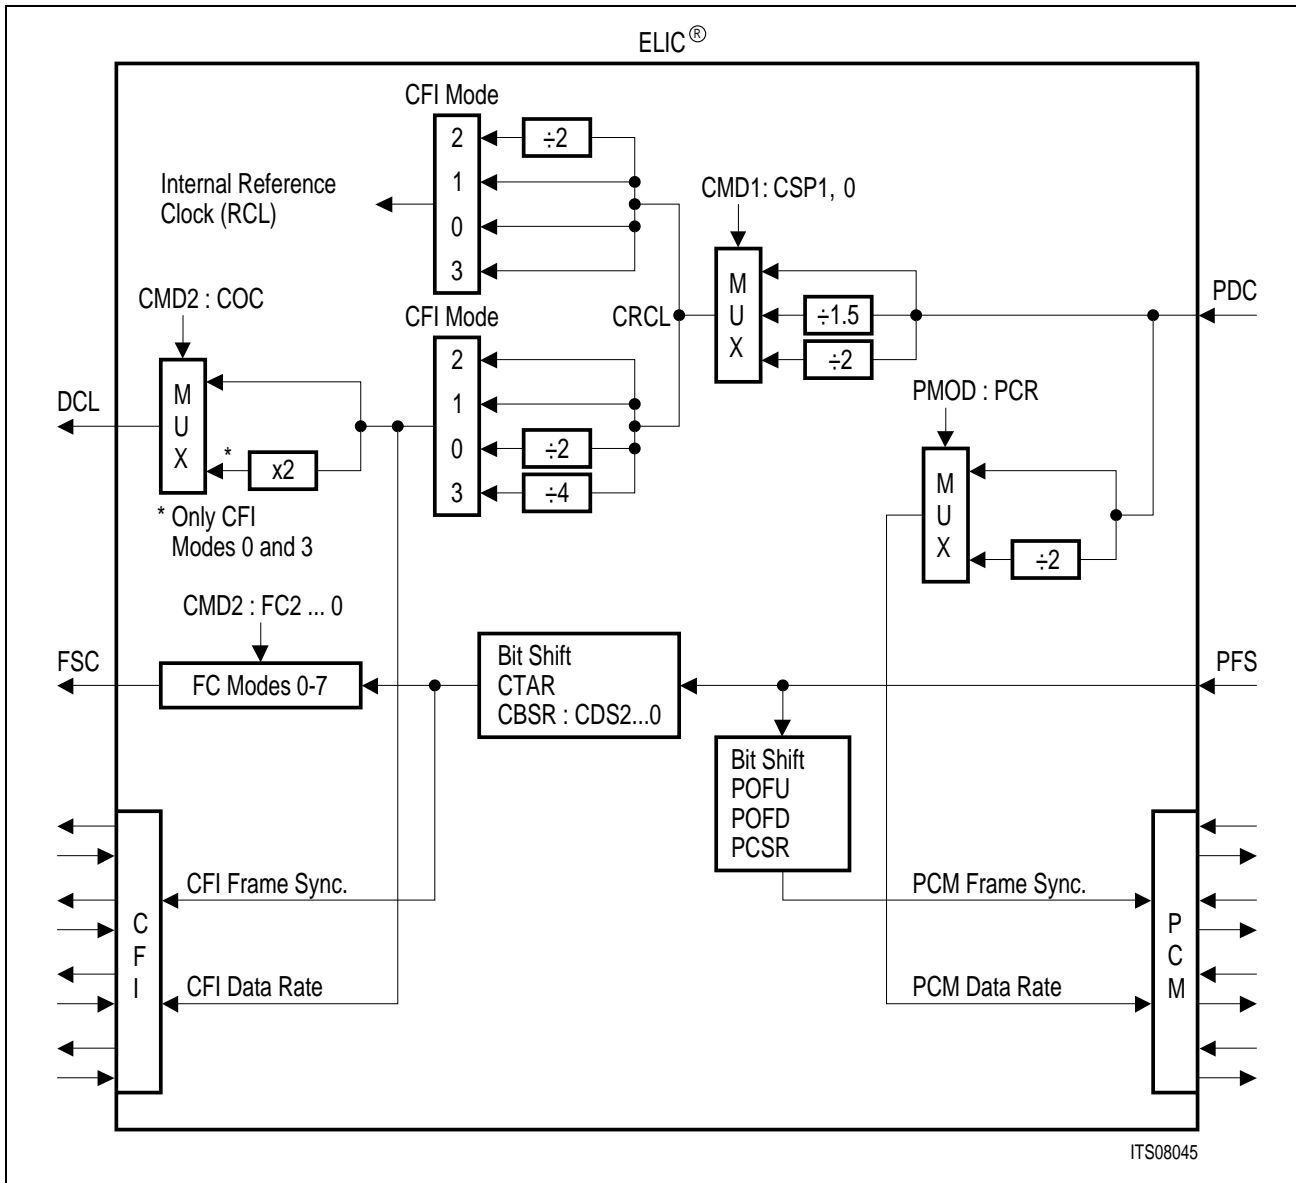 ELIC ®
CFI Mode
2
÷2
1
0
3
Internal Reference
Clock (RCL)
CMD1: CSP1, 0
M
U
X
÷1.5
÷2
PDC
CRCL
CMD2 : COC
CFI Mode
2
1
0
÷2
3
÷4
DCL
M
U
X
*
x2
* Only CFI
Modes 0 and 3
PMOD : PCR
M
U
X
÷2
CMD2 : FC2 ... 0
FSC
FC Modes 0-7
Bit Shift
CTAR
CBSR : CDS2...0
PFS
Bit Shift
POFU
POFD
PCSR
CFI Frame Sync.
PCM Frame Sync.
C
F
I
P
C
M
CFI Data Rate
PCM Data Rate
ITS08045